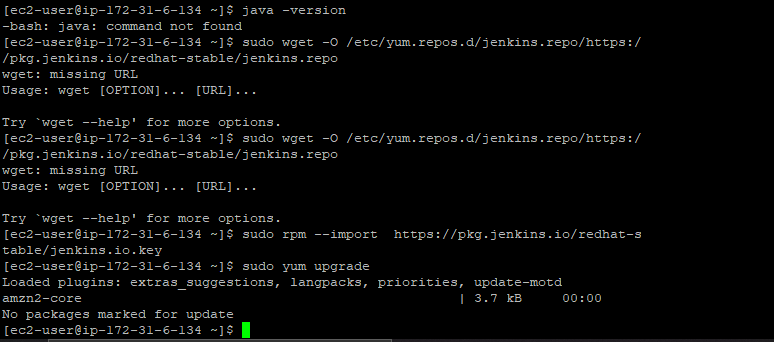 [ec2-user@ip-172-31-6-134 ~]$ java -version
-bash: java: command not found
[ec2-user@ip-172-31-6-134 ~]$ sudo wget -O /etc/yum.repos.d/jenkins.repo/https:/
/pkg.jenkins.io/redhat-stable/jenkins.repo
wget: missing URL
Usage: wget [OPTION]... [URL]...

Try `wget --help' for more options.
[ec2-user@ip-172-31-6-134 ~]$ sudo wget -O /etc/yum.repos.d/jenkins.repo/https:/
/pkg.jenkins.io/redhat-stable/jenkins.repo
wget: missing URL
Usage: wget [OPTION]... [URL]...

Try `wget --help' for more options.
[ec2-user@ip-172-31-6-134 ~]$ sudo rpm --import  https://pkg.jenkins.io/redhat-s
table/jenkins.io.key
[ec2-user@ip-172-31-6-134 ~]$ sudo yum upgrade
Loaded plugins: extras_suggestions, langpacks, priorities, update-motd
amzn2-core                                               | 3.7 kB     00:00
No packages marked for update
[ec2-user@ip-172-31-6-134 ~]$